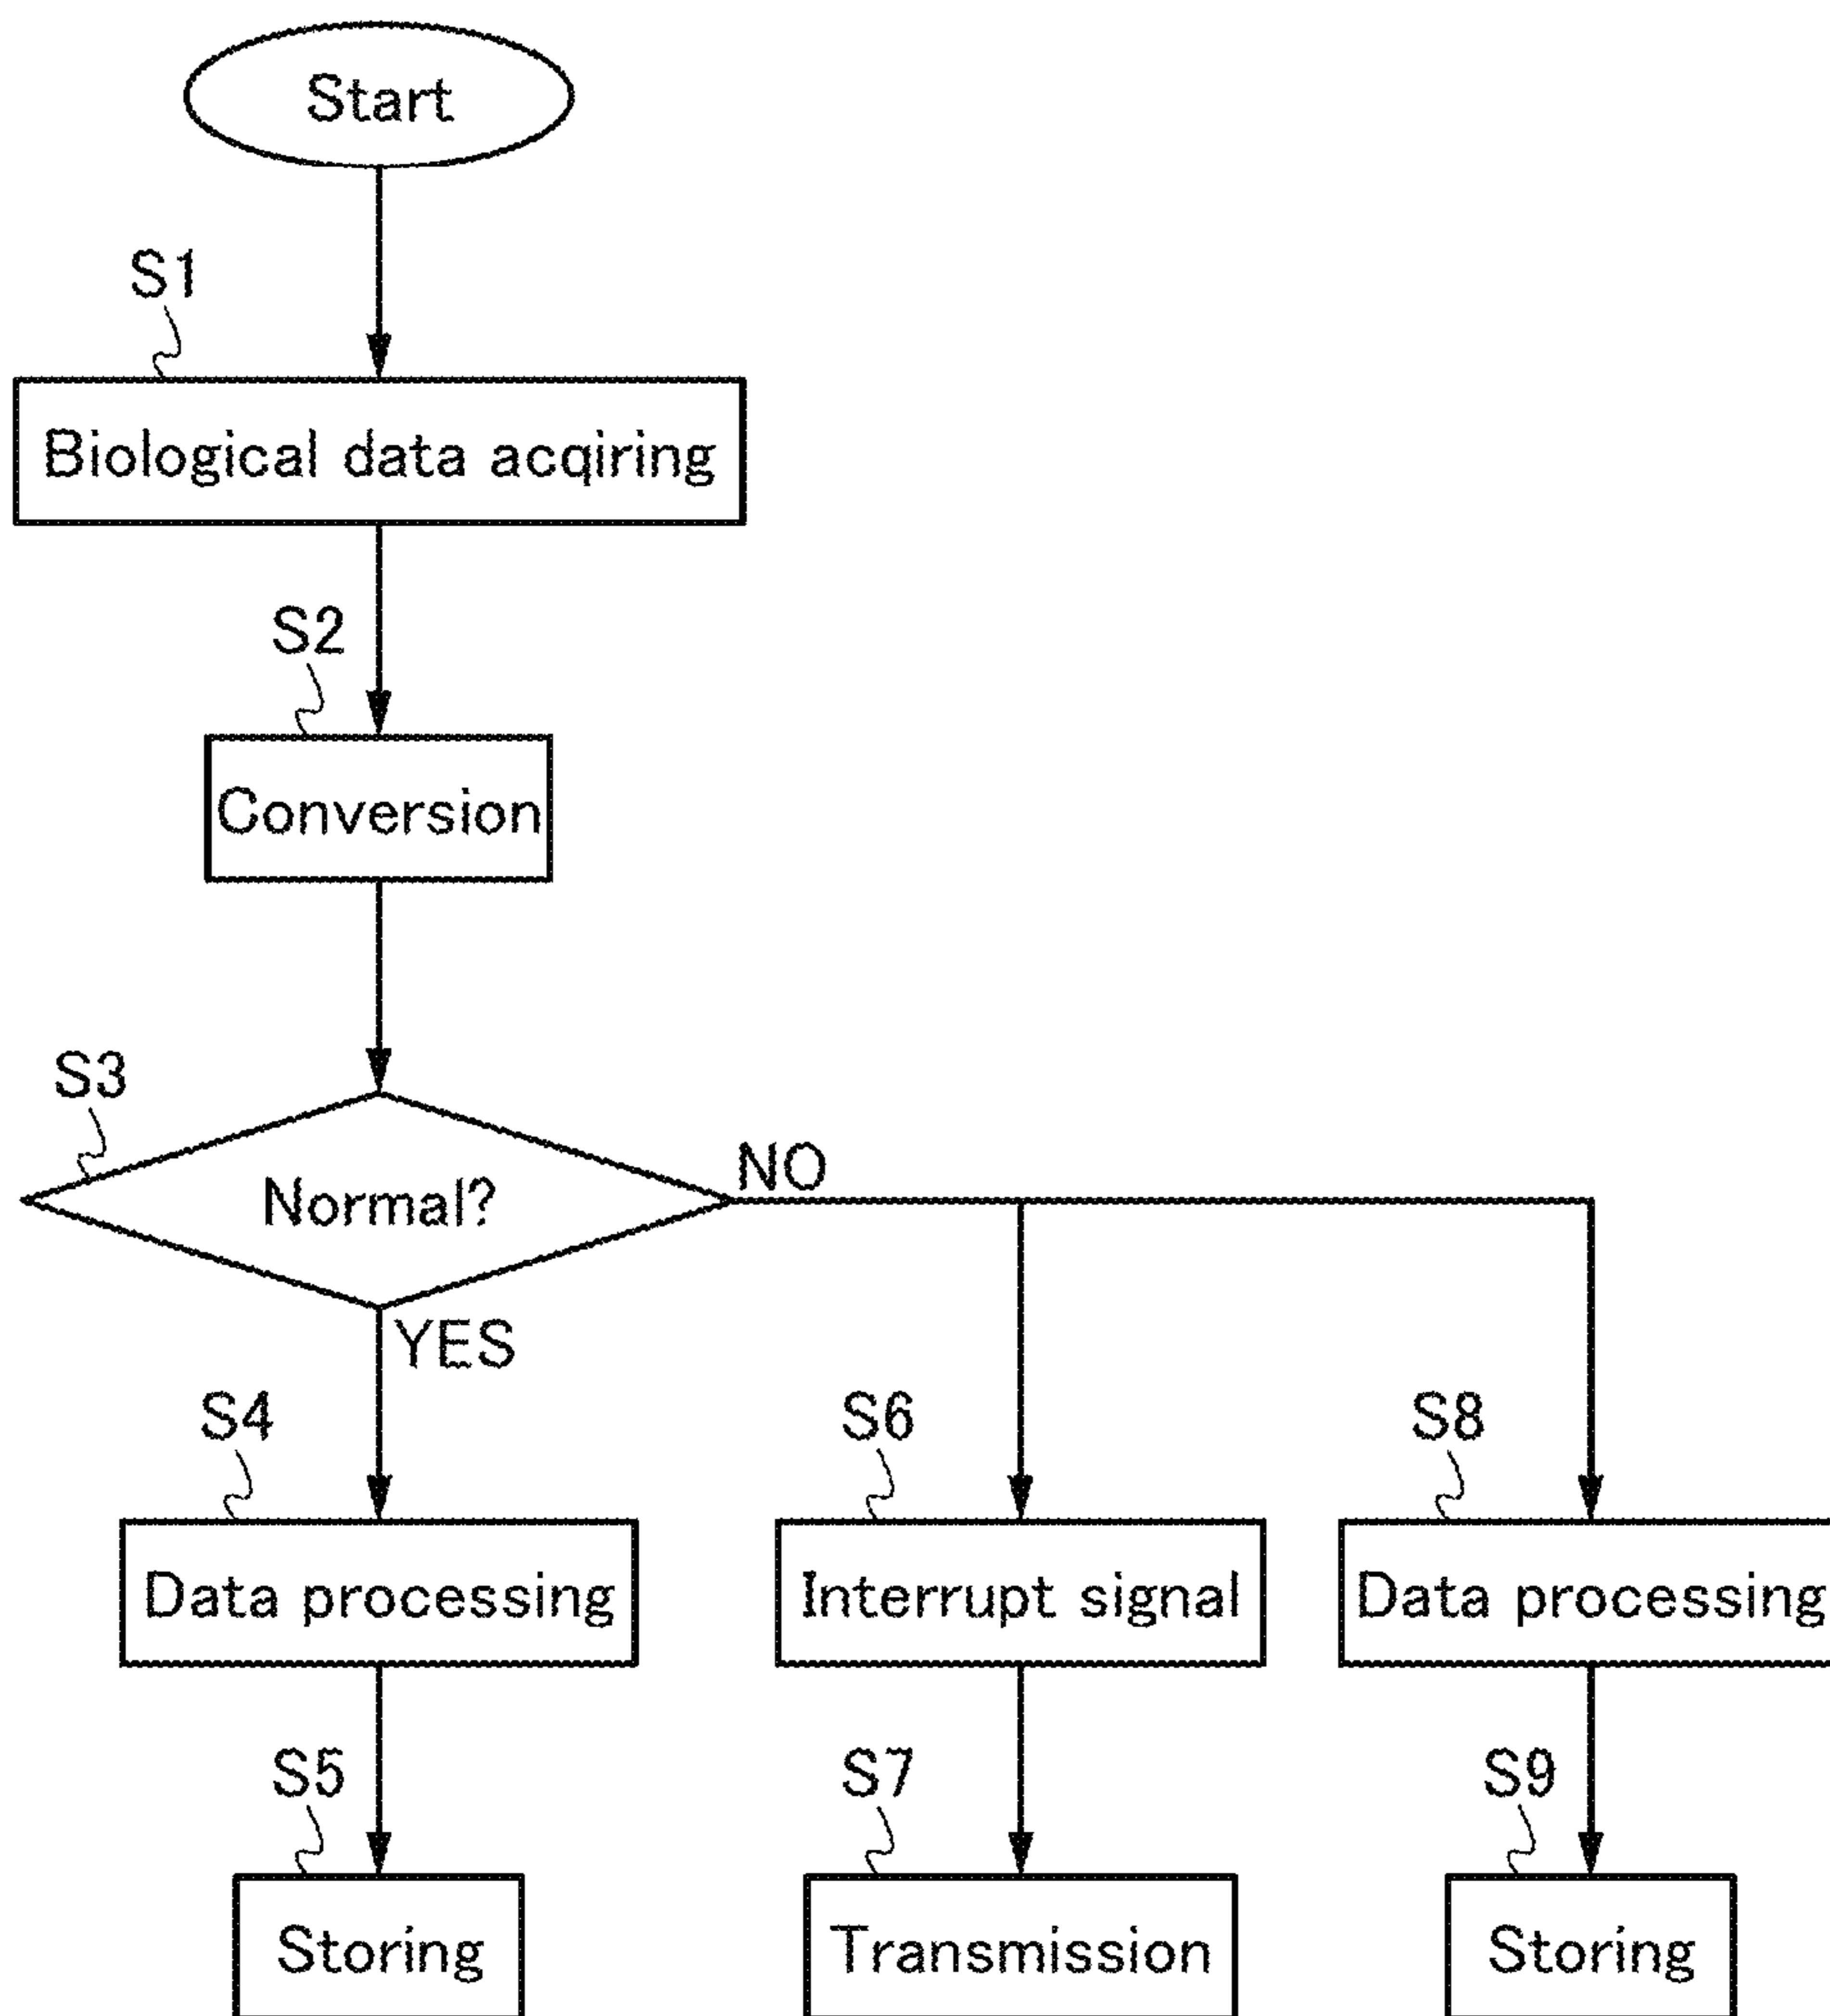 Start
S1
Biological data acqiring
S2
Conversion
S3
Normal?
NO
YES
S4
S6
S8
Data processing
Interrupt signal
Data processing
S5
S7
S9
Storing
Transmission
Storing